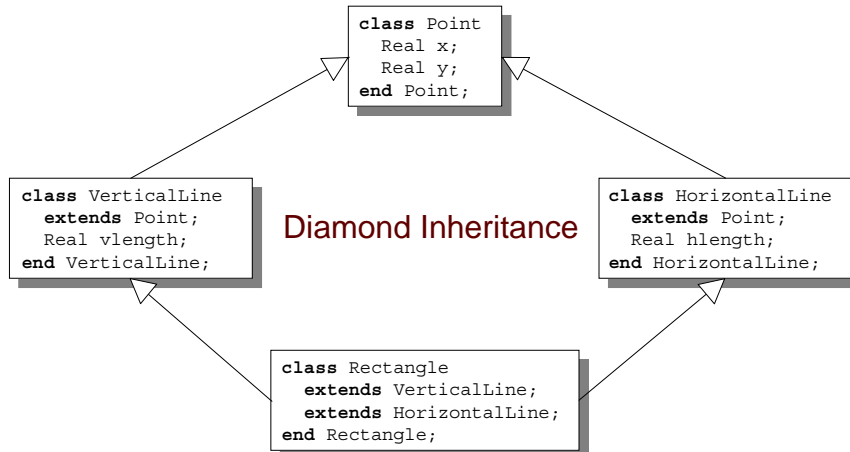 class Point
Real x;
Real y;
end Point;
class VerticalLine
extends Point;
Real vlength;
end VerticalLine;
Diamond Inheritance
class HorizontalLine
extends Point;
Real hlength;
end HorizontalLine;
class Rectangle
extends VerticalLine;
extends HorizontalLine;
end Rectangle;